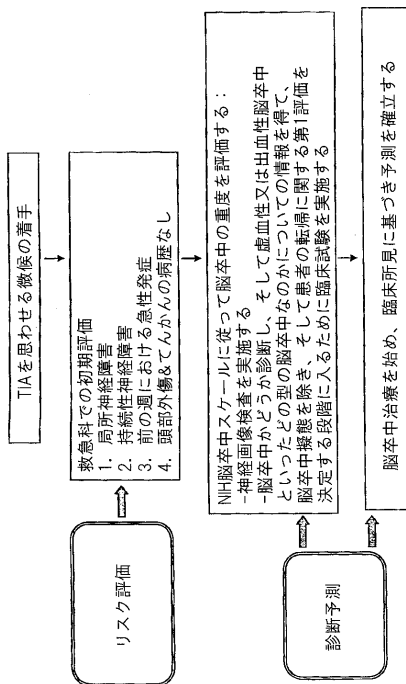 TIAを思わせる徴候の着手
救急科での初期評価
1. 局所神経障害
2. 持続性神経障害
3. 前の週における急性発症
4. 頭部外傷&てんかんの病歴なし
リスク評価
NIH脳卒中スケールに従って脳卒中の重度を評価する:
-神経画像検査を実施する
-脳卒中かどうか診断し、そして虚血性又は出血性脳卒中
といったどの型の脳卒中なのかについての情報を得て、
脳卒中擬態を除き、そして患者の転帰に関する第1評価を
決定する段階に入るために臨床試験を実施する
診断予測
脳卒中治療を始め、臨床所見に基づき予測を確立する